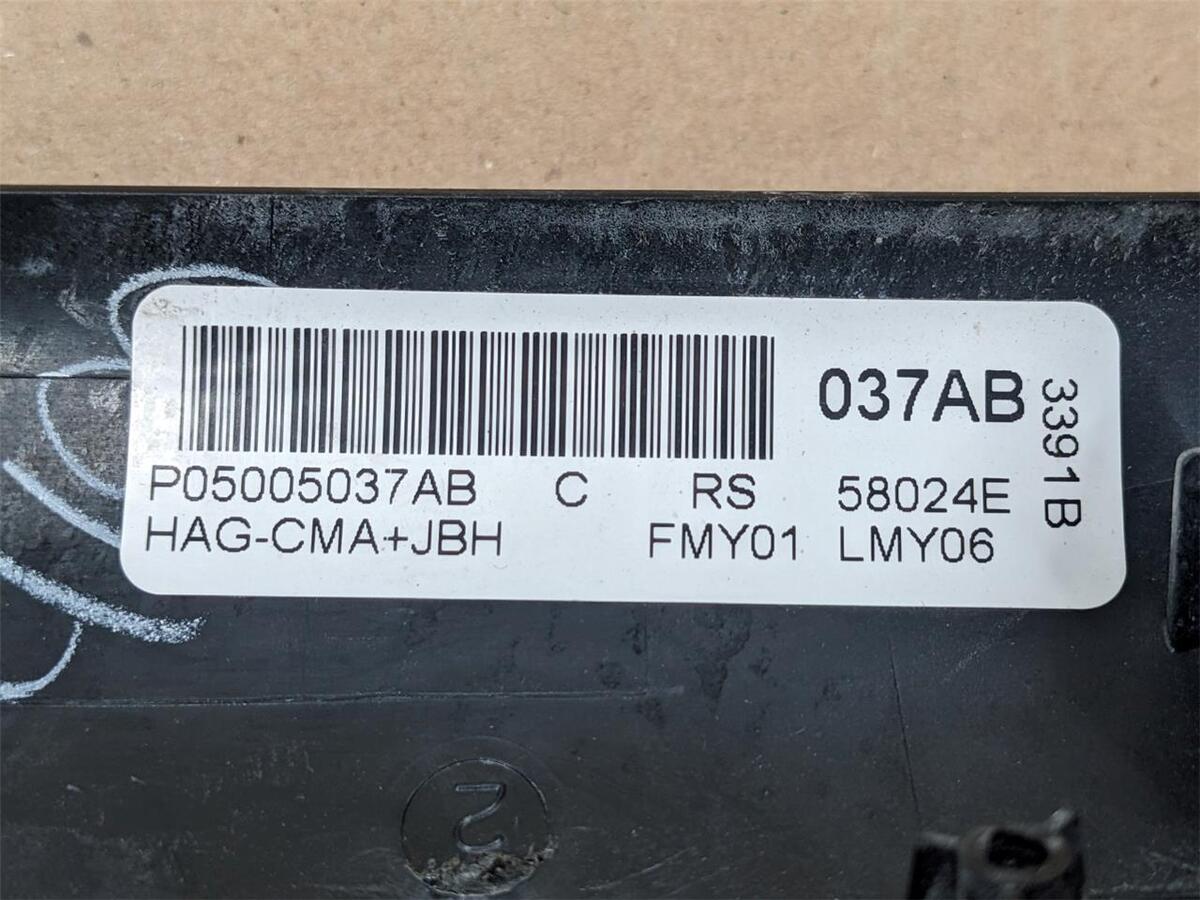 037AB
3391B
P05005037AB C RS 58024E
HAG-CMA+JBH FMY01 LMY06
2